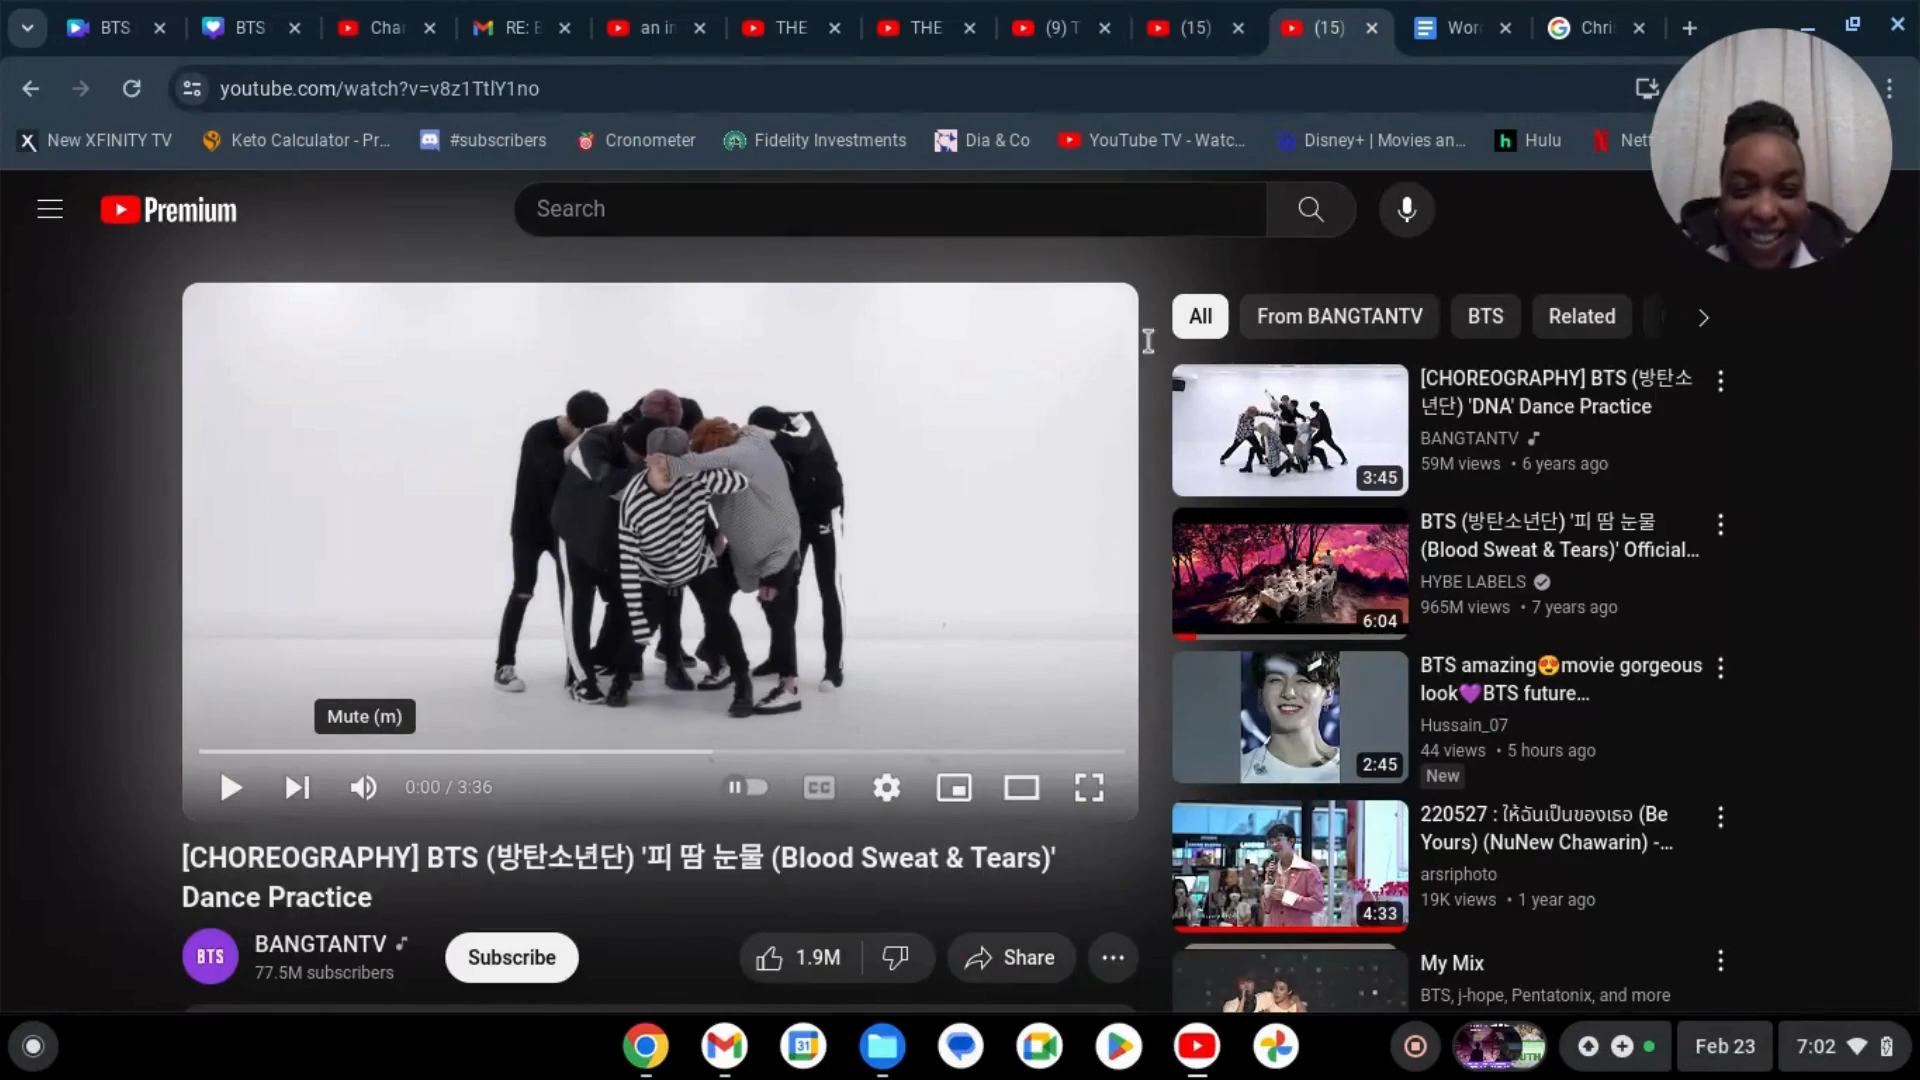 BTS
BTS
Char
RE: B
an in
THE
THE
(9) T
(15)
(15)
Word
Chris
youtube.com/watch?v=v8z1TtlY1no
New XFINITY TV
Keto Calculator - Pr...
#subscribers
Cronometer
Fidelity Investments
Dia & Co
YouTube TV - Watc...
Disney+ | Movies an...
Hulu
Netf
Premium
Search
All
From BANGTANTV
BTS
Related
[CHOREOGRAPHY] BTS (방탄소
년단) 'DNA' Dance Practice
BANGTANTV
59M views • 6 years ago
3:45
BTS (방탄소년단) '피 땀 눈물
(Blood Sweat & Tears)' Official...
HYBE LABELS
965M views • 7 years ago
6:04
BTS amazing😍movie gorgeous
look💜BTS future...
Hussain_07
44 views • 5 hours ago
New
2:45
220527 : ให้ฉันเป็นของเธอ (Be
Yours) (NuNew Chawarin) -...
arsriphoto
19K views • 1 year ago
4:33
My Mix
BTS, j-hope, Pentatonix, and more
Mute (m)
0:00 / 3:36
CC
[CHOREOGRAPHY] BTS (방탄소년단) '피 땀 눈물 (Blood Sweat & Tears)'
Dance Practice
BTS
BANGTANTV
77.5M subscribers
Subscribe
1.9M
Share
31
Feb 23
7:02